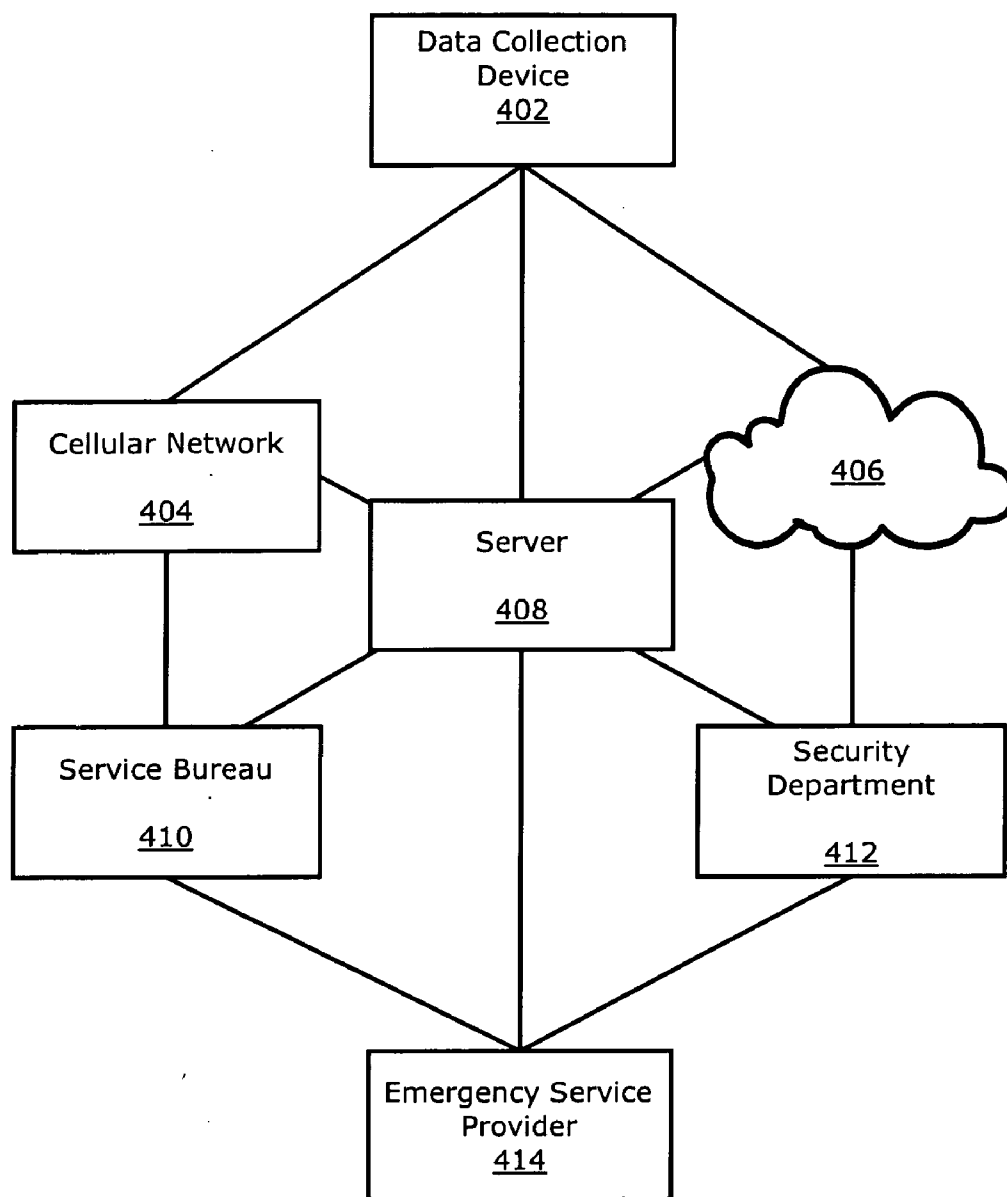 Data Collection
Device
402
Cellular Network
404
406
Server
408
Service Bureau
410
Security
Department
412
Emergency Service
Provider
414